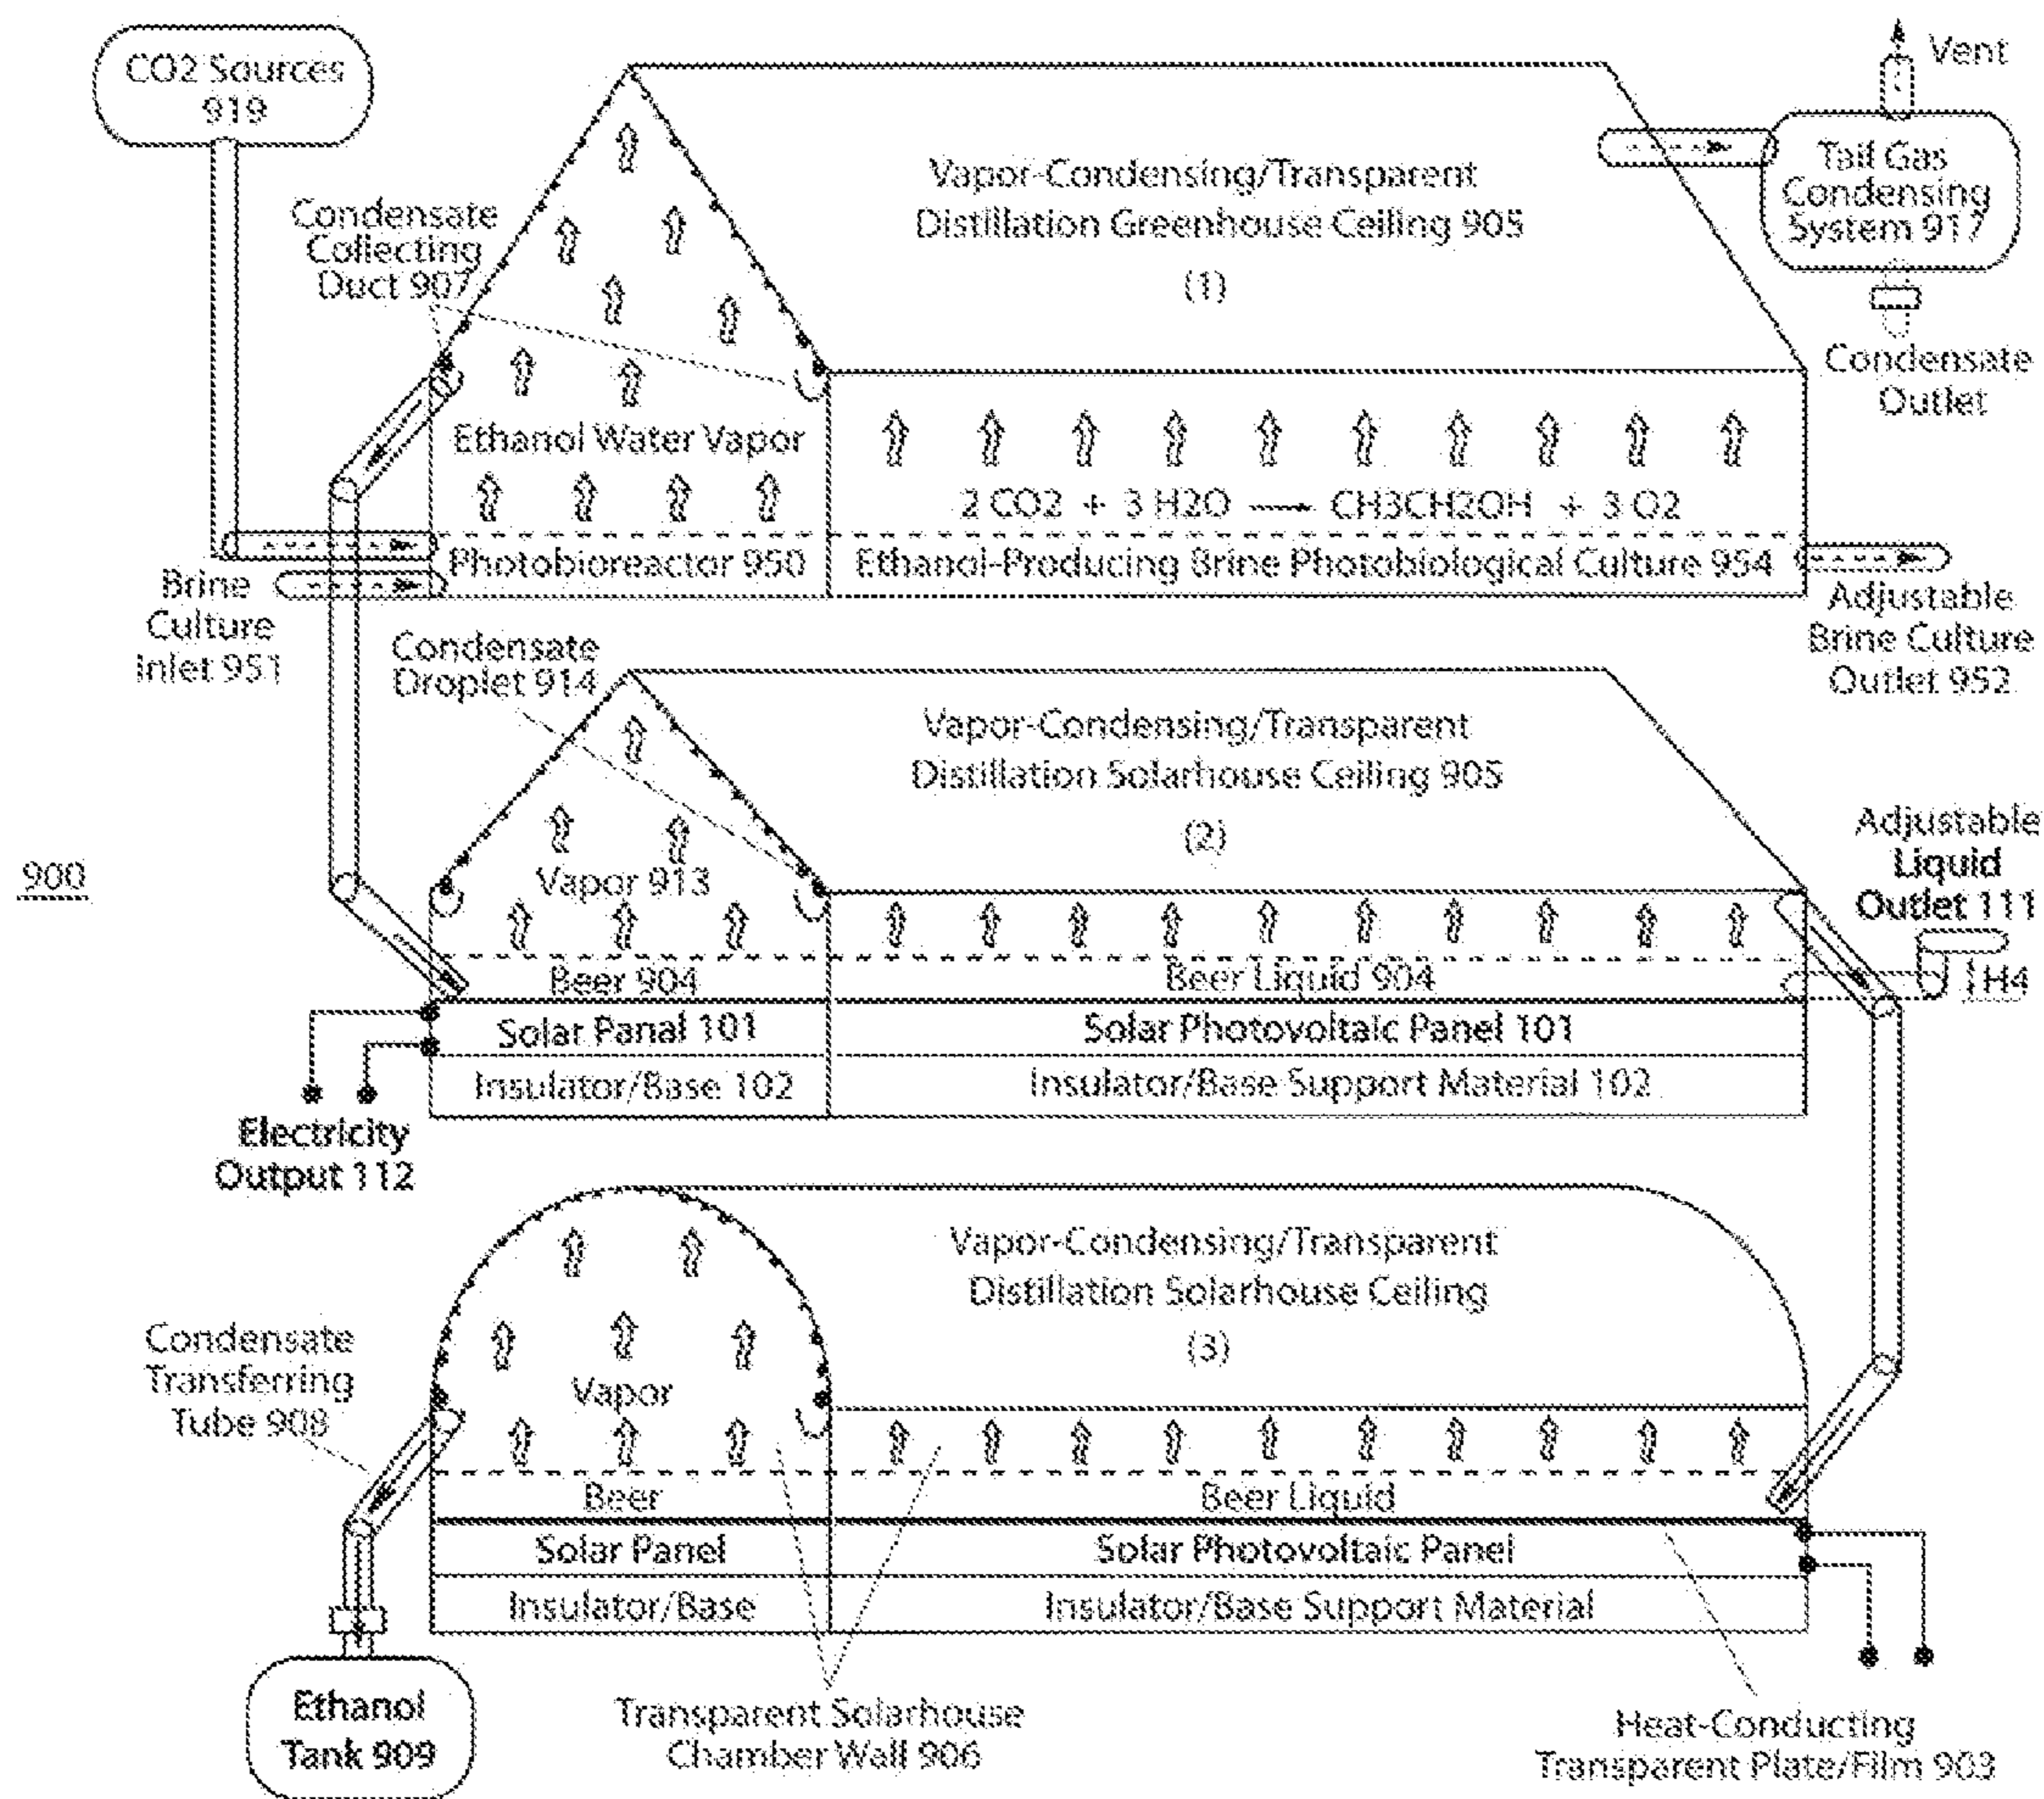 CO2 Sources
919
Vent
Tail Gas
Condensing
System 917
Condensate
Outlet
Vapor-Condensing/Transparent
Distillation Greenhouse Ceiling 905
(1)
Condensate
Collecting
Duct 907
Ethanol Water Vapor
2 CO2 + 3 H2O → CH3CH2OH + 3 O2
Photobioreactor 950
Ethanol-Producing Brine Photobiological Culture 954
Brine
Culture
Inlet 951
Adjustable
Brine Culture
Outlet 952
Condensate
Droplet 914
Vapor-Condensing/Transparent
Distillation Solarhouse Ceiling 905
(2)
900
Vapor 913
Adjustable
Liquid
Outlet 111
H4
Beer 904
Beer Liquid 904
Solar Panal 101
Solar Photovoltaic Panel 101
Insulator/Base 102
Insulator/Base Support Material 102
Electricity
Output 112
Vapor-Condensing/Transparent
Distillation Solarhouse Ceiling
(3)
Condensate
Transferring
Tube 908
Vapor
Beer
Beer Liquid
Solar Panel
Solar Photovoltaic Panel
Insulator/Base
Insulator/Base Support Material
Ethanol
Tank 909
Transparent Solarhouse
Chamber Wall 906
Heat-Conducting
Transparent Plate/Film 903